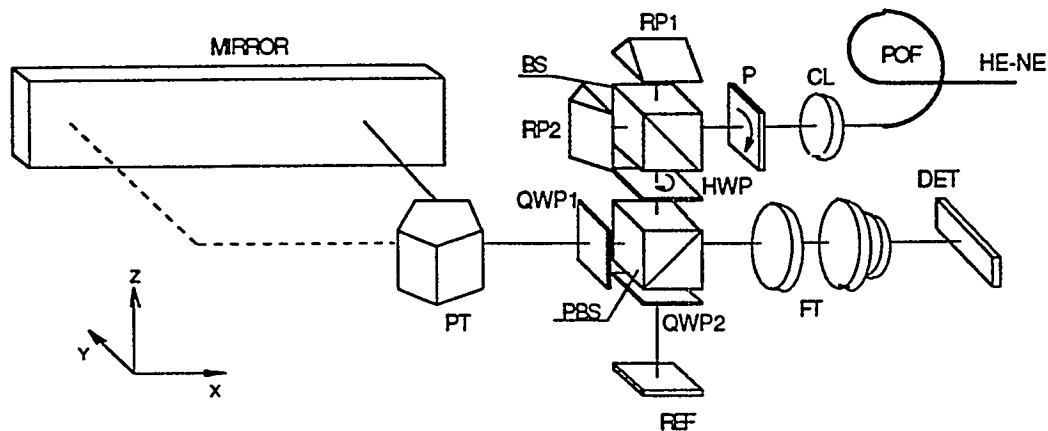 MIRROR
RP1
BS
P
CL
POF
HE-NE
RP2
HWP
QWP1
DET
PT
PBS
QWP2
FT
REF
Z
Y
X